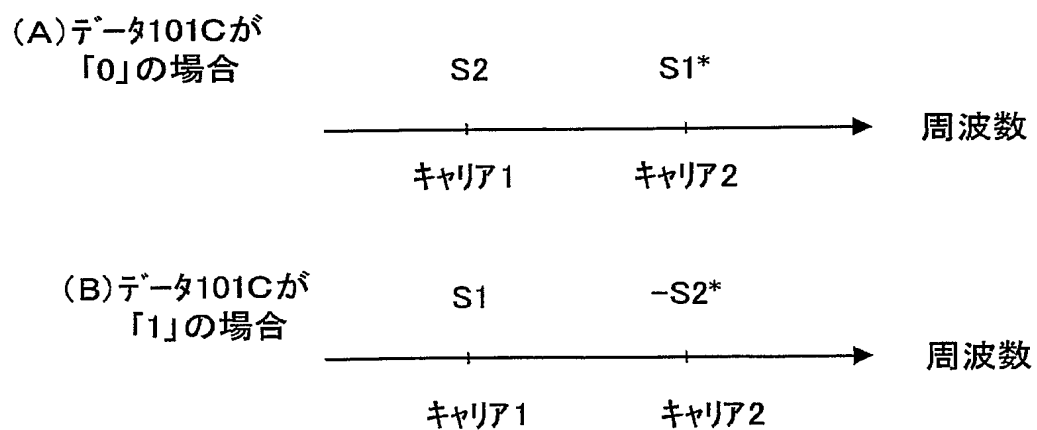 (A)データ101Cが
「0」の場合
S2 S1*
周波数
キャリア1 キャリア2
(B)データ101Cが
「1」の場合
S1 -S2*
周波数
キャリア1 キャリア2